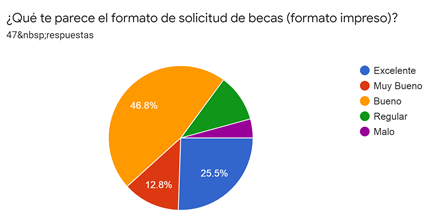 ¿Qué te parece el formato de solicitud de becas (formato impreso)?
47&nbsp;respuestas
Excelente
Muy Bueno
Bueno
Regular
Malo
46.8%
12.8%
25.5%